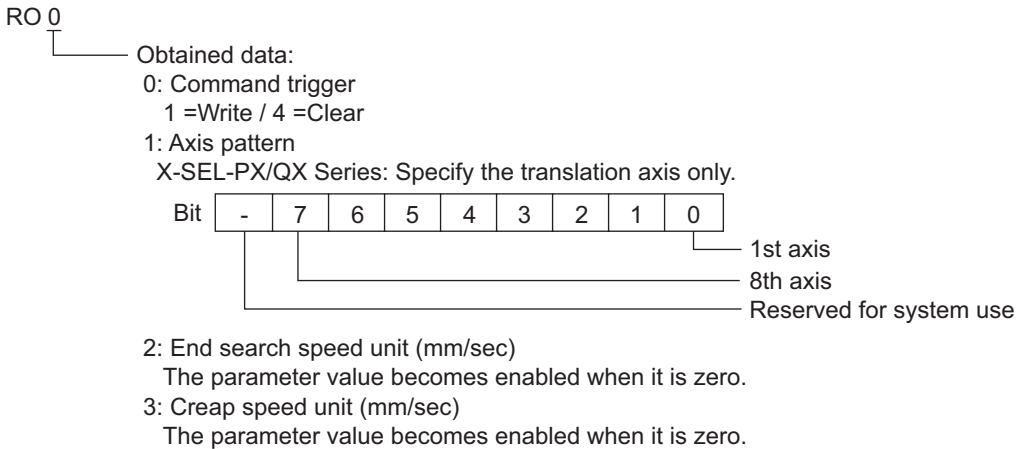 RO 0
Obtained data:
0: Command trigger
1 =Write / 4 =Clear
1: Axis pattern
X-SEL-PX/QX Series: Specify the translation axis only.
Bit - 7 6 5 4 3 2 1 0
1st axis
8th axis
Reserved for system use
2: End search speed unit (mm/sec)
The parameter value becomes enabled when it is zero.
3: Creap speed unit (mm/sec)
The parameter value becomes enabled when it is zero.